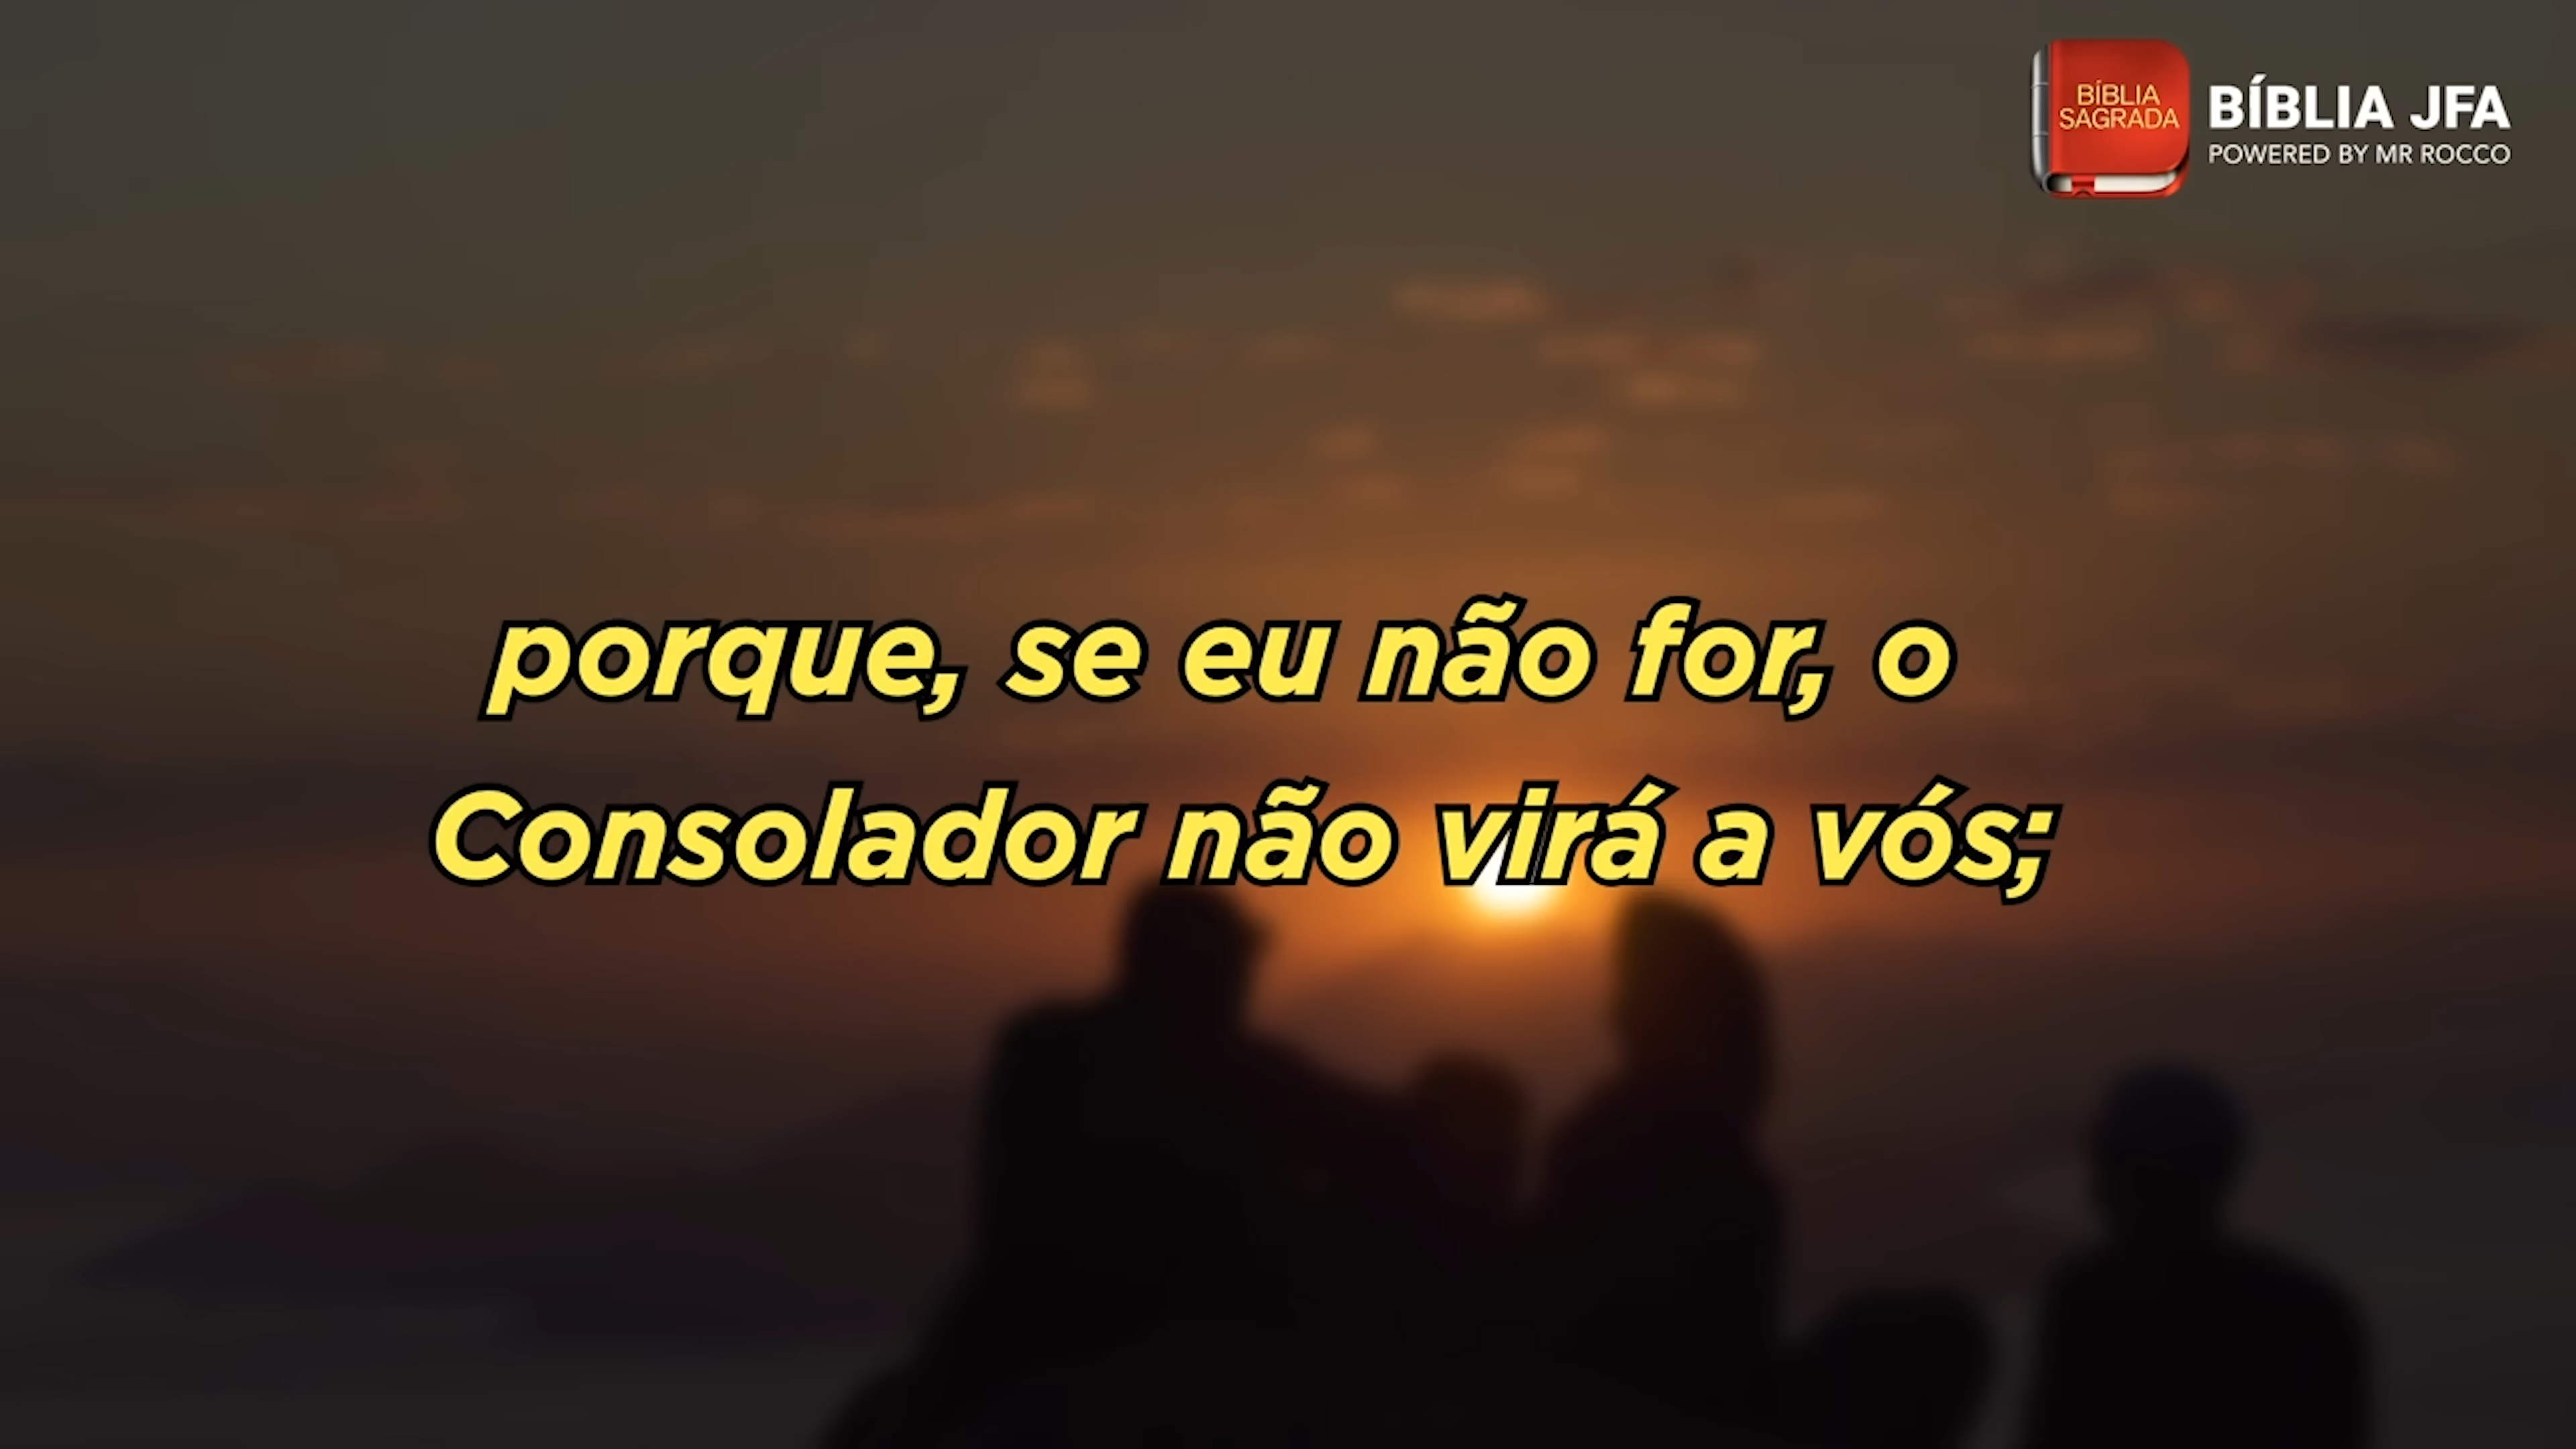 BÍBLIA
SAGRADA
BÍBLIA JFA
POWERED BY MR ROCCO
porque, se eu não for, o
Consolador não virá a vós;